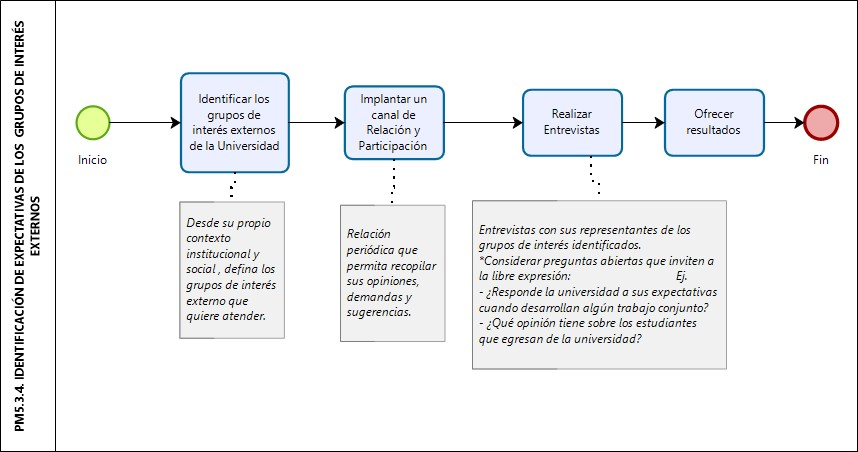 PM5.3.4. IDENTIFICACIÓN DE EXPECTATIVAS DE LOS  GRUPOS DE INTERÉS
EXTERNOS
Inicio
Identificar los
grupos de
interés externos
de la Universidad
Implantar un
canal de
Relación y
Participación
Realizar
Entrevistas
Ofrecer
resultados
Fin
Desde su propio
contexto
institucional y
social , defina los
grupos de interés
externo que
quiere atender.
Relación
periódica que
permita recopilar
sus opiniones,
demandas y
sugerencias.
Entrevistas con sus representantes de los
grupos de interés identificados.
*Considerar preguntas abiertas que inviten a
la libre expresión: Ej.
- ¿Responde la universidad a sus expectativas
cuando desarrollan algún trabajo conjunto?
- ¿Qué opinión tiene sobre los estudiantes
que egresan de la universidad?